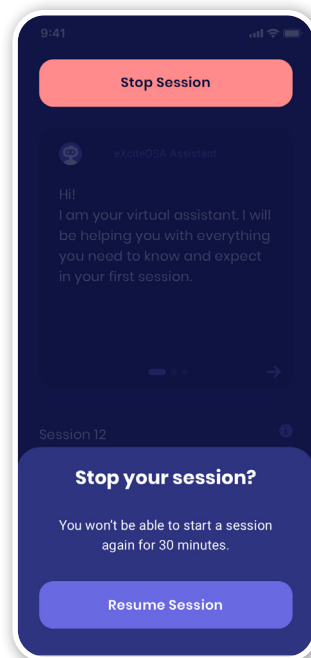 9:41
Stop Session
eXciteOSA Assistant
Hi!
I am your virtual assistant. I will
be helping you with everything
you need to know and expect
in your first session.
Session 12
Stop your session?
You won't be able to start a session
again for 30 minutes.
Resume Session